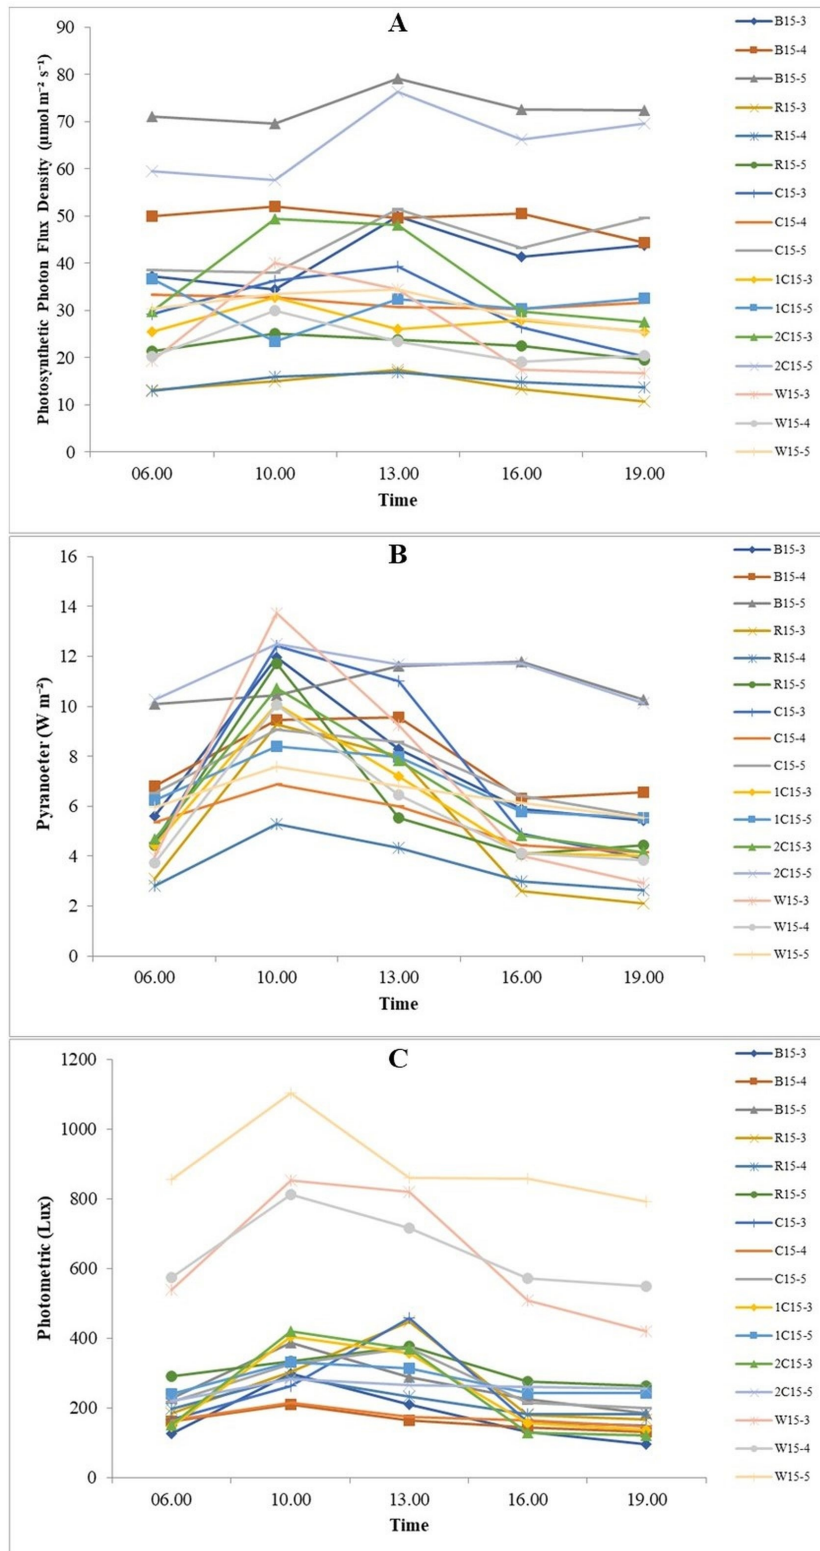 A
Photosynthetic Photon Flux Density (μmol m⁻² s⁻¹)
90
80
70
60
50
40
30
20
10
0
06.00 10.00 13.00 16.00 19.00
Time
B15-3
B15-4
B15-5
R15-3
R15-4
R15-5
C15-3
C15-4
C15-5
1C15-3
1C15-5
2C15-3
2C15-5
W15-3
W15-4
W15-5
B
Pyranoeter (W m⁻²)
16
14
12
10
8
6
4
2
0
06.00 10.00 13.00 16.00 19.00
Time
B15-3
B15-4
B15-5
R15-3
R15-4
R15-5
C15-3
C15-4
C15-5
1C15-3
1C15-5
2C15-3
2C15-5
W15-3
W15-4
W15-5
C
Photometric (Lux)
1200
1000
800
600
400
200
0
06.00 10.00 13.00 16.00 19.00
Time
B15-3
B15-4
B15-5
R15-3
R15-4
R15-5
C15-3
C15-4
C15-5
1C15-3
1C15-5
2C15-3
2C15-5
W15-3
W15-4
W15-5